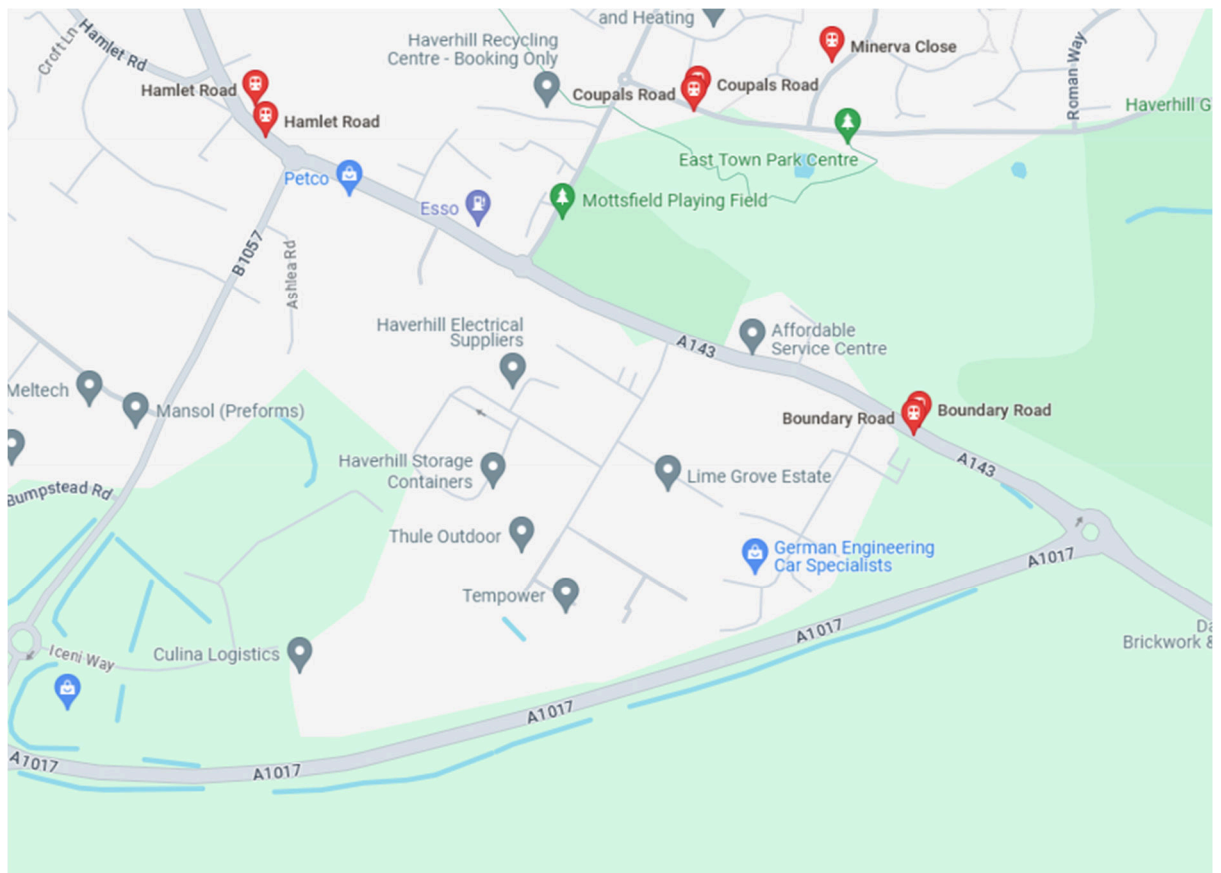 and Heating
Croft Ln
Hamlet Rd
Haverhill Recycling
Centre - Booking Only
Minerva Close
Roman Way
Hamlet Road
Coupals Road
Coupals Road
Haverhill G
Hamlet Road
East Town Park Centre
Petco
Esso
Mottsfield Playing Field
B1057
Ashlea Rd
Haverhill Electrical
Suppliers
A143
Affordable
Service Centre
Meltech
Mansol (Preforms)
Boundary Road
Boundary Road
Haverhill Storage
Containers
Lime Grove Estate
A143
Bumpstead Rd
Thule Outdoor
German Engineering
Car Specialists
A1017
Tempower
A1017
Da
Brickwork &
Iceni Way
Culina Logistics
A1017
A1017
A1017